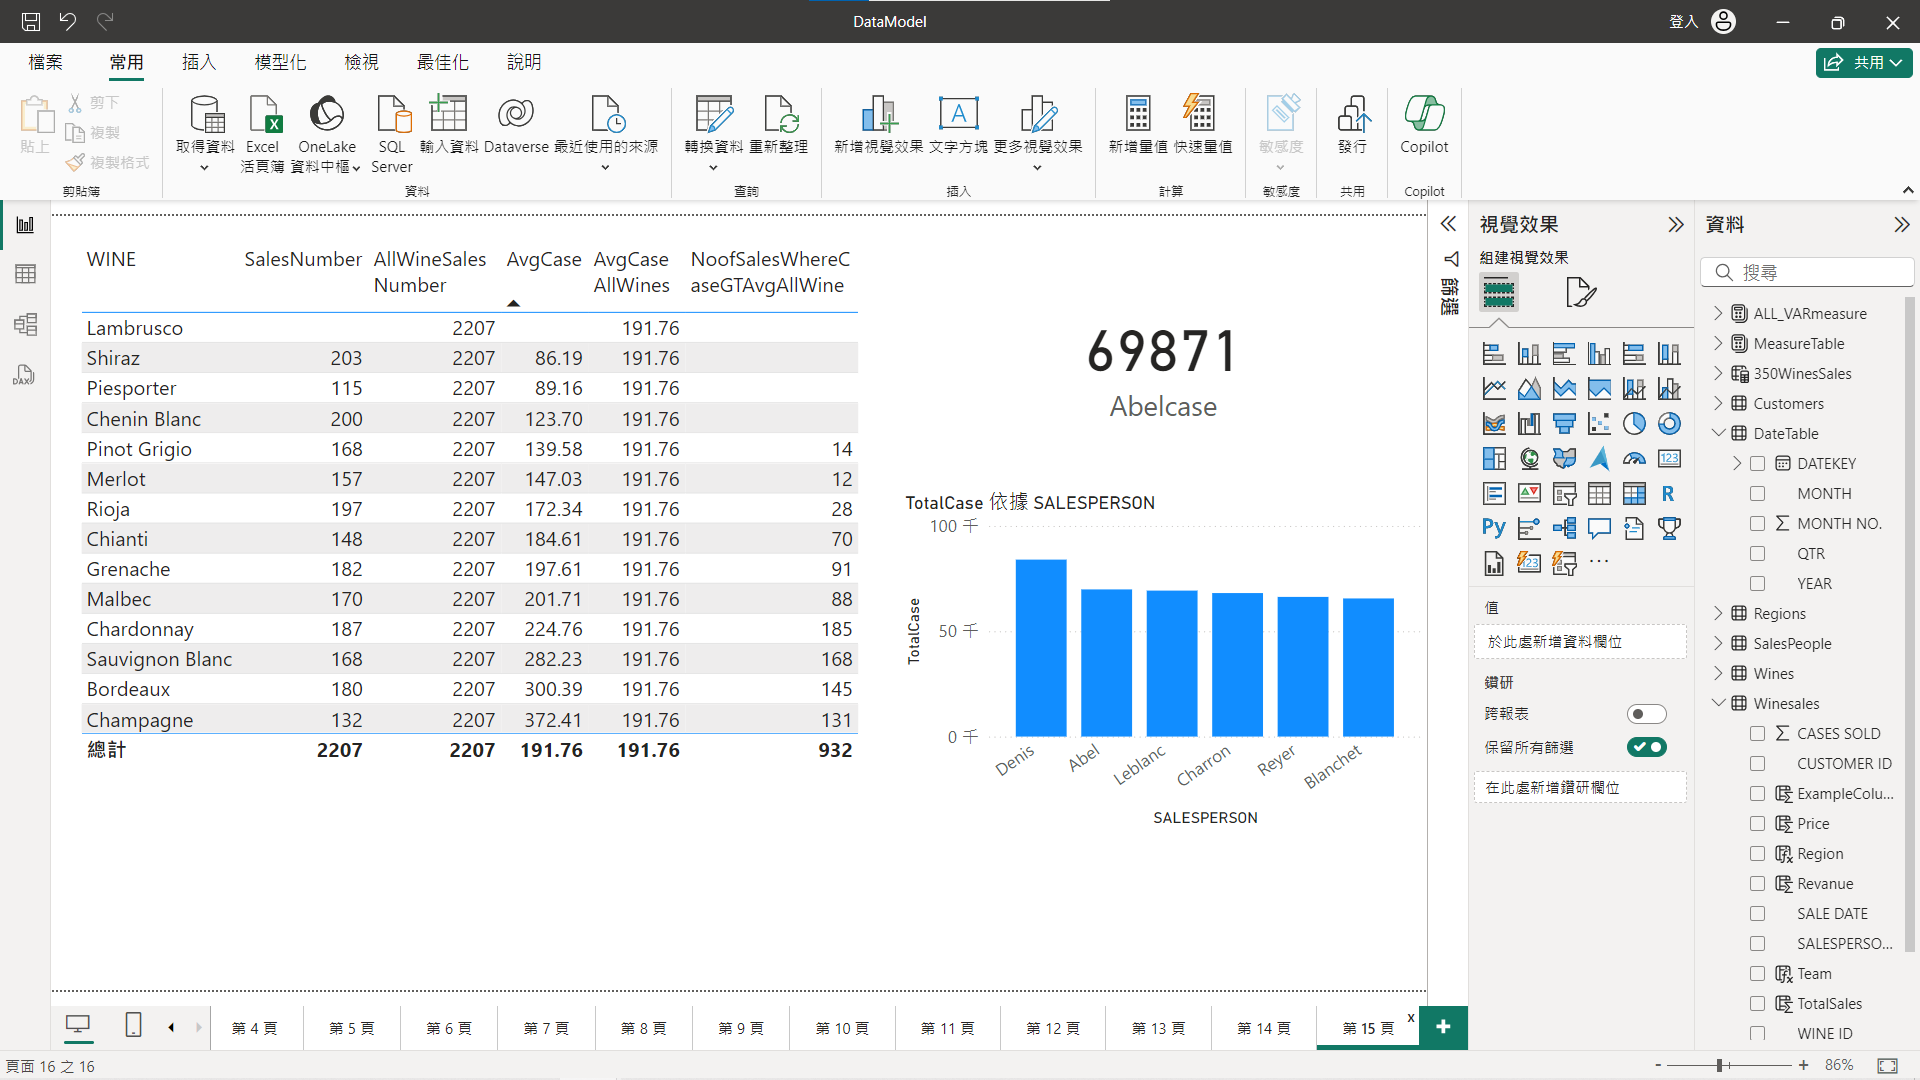 DataModel
登入
檔案 常用 插入 模型化 檢視 最佳化 說明
共用
貼上
剪下
複製
複製格式
剪貼簿
取得資料
Excel
活頁簿
OneLake
資料中樞
SQL
Server
輸入資料
Dataverse
最近使用的來源
資料
轉換資料
重新整理
查詢
新增視覺效果
文字方塊
更多視覺效果
插入
新增量值
快速量值
計算
敏感度
敏感度
發行
共用
Copilot
Copilot
WINE SalesNumber AllWineSales AvgCase AvgCase NoofSalesWhereC
Number AllWines aseGTAvgAllWine
Lambrusco 2207 191.76
Shiraz 203 2207 86.19 191.76
Piesporter 115 2207 89.16 191.76
Chenin Blanc 200 2207 123.70 191.76
Pinot Grigio 168 2207 139.58 191.76 14
Merlot 157 2207 147.03 191.76 12
Rioja 197 2207 172.34 191.76 28
Chianti 148 2207 184.61 191.76 70
Grenache 182 2207 197.61 191.76 91
Malbec 170 2207 201.71 191.76 88
Chardonnay 187 2207 224.76 191.76 185
Sauvignon Blanc 168 2207 282.23 191.76 168
Bordeaux 180 2207 300.39 191.76 145
Champagne 132 2207 372.41 191.76 131
總計 2207 2207 191.76 191.76 932
69871
Abelcase
TotalCase 依據 SALESPERSON
100 千
50 千
0 千
TotalCase
Denis Abel Leblanc Charron Reyer Blanchet
SALESPERSON
篩選
視覺效果
組建視覺效果
123
R
Py
123
值
於此處新增資料欄位
鑽研
跨報表
保留所有篩選
在此處新增鑽研欄位
資料
搜尋
ALL_VARmeasure
MeasureTable
350WinesSales
Customers
DateTable
DATEKEY
MONTH
MONTH NO.
QTR
YEAR
Regions
SalesPeople
Wines
Winesales
CASES SOLD
CUSTOMER ID
ExampleColu...
Price
Region
Revanue
SALE DATE
SALESPERSO...
Team
TotalSales
WINE ID
第 4 頁 第 5 頁 第 6 頁 第 7 頁 第 8 頁 第 9 頁 第 10 頁 第 11 頁 第 12 頁 第 13 頁 第 14 頁 第 15 頁 x
頁面 16 之 16
- + 86%
DAX